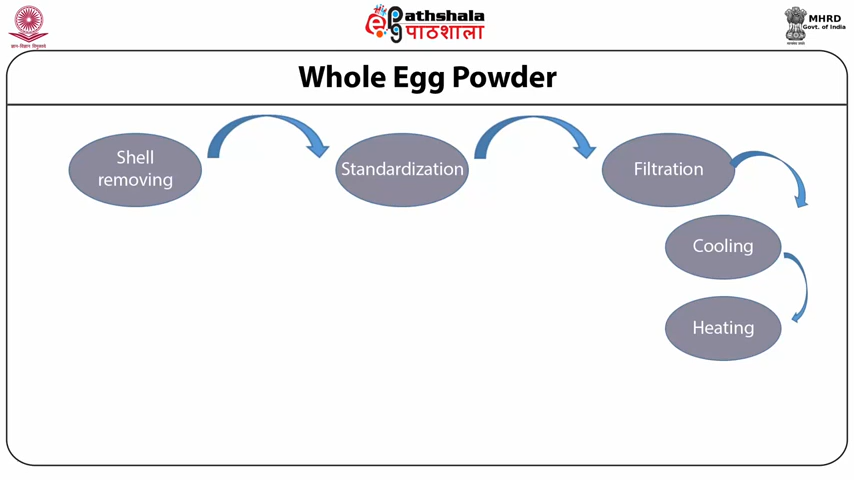 ePathshala
पाठशाला
MHRD
Govt. of India
Whole Egg Powder
Shell
removing
Standardization
Filtration
Cooling
Heating